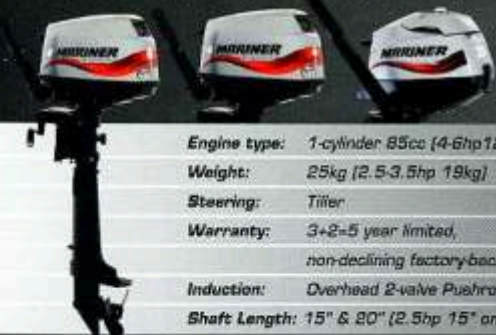 MARINER
MARINER
MARINER
Engine type: 1-cylinder 85cc (4-6hp
Weight: 25kg (2.5-3.5hp 19kg)
Steering: Tiller
Warranty: 3+2=5 year limited,
non-declining factory-bac
Induction: Overhead 2-valve Pushro
Shaft Length: 15" & 20" (2.5hp 15" on